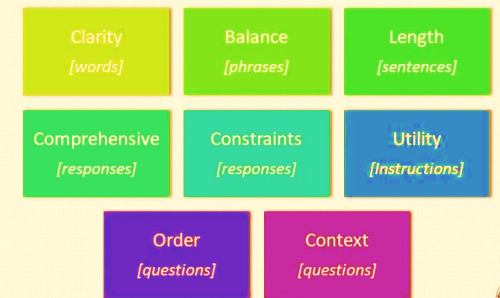 Clarity
[words]
Balance
[phrases]
Length
[sentences]
Comprehensive
[responses]
Constraints
[responses]
Utility
[Instructions]
Order
[questions]
Context
[questions]